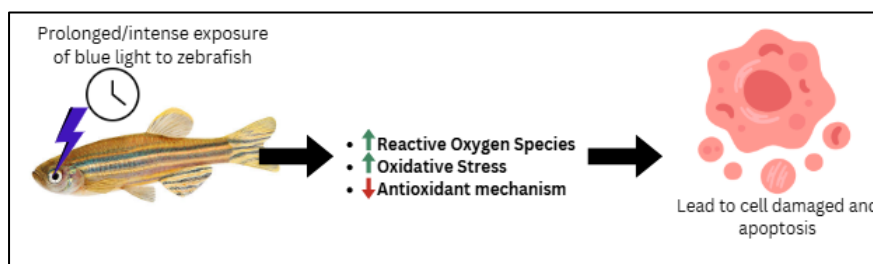 Prolonged/intense exposure
of blue light to zebrafish
• Reactive Oxygen Species
• Oxidative Stress
• Antioxidant mechanism
Lead to cell damaged and
apoptosis